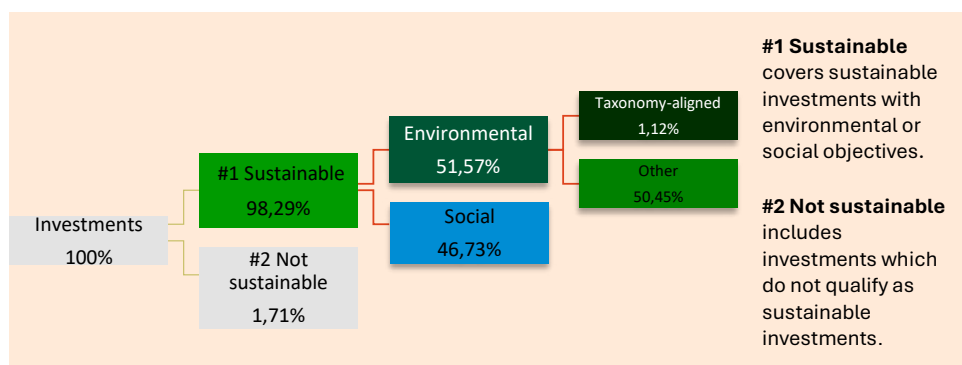 Investments
100%
#1 Sustainable
98,29%
#2 Not
sustainable
1,71%
Environmental
51,57%
Social
46,73%
Taxonomy-aligned
1,12%
Other
50,45%
#1 Sustainable
covers sustainable
investments with
environmental or
social objectives.
#2 Not sustainable
includes
investments which
do not qualify as
sustainable
investments.